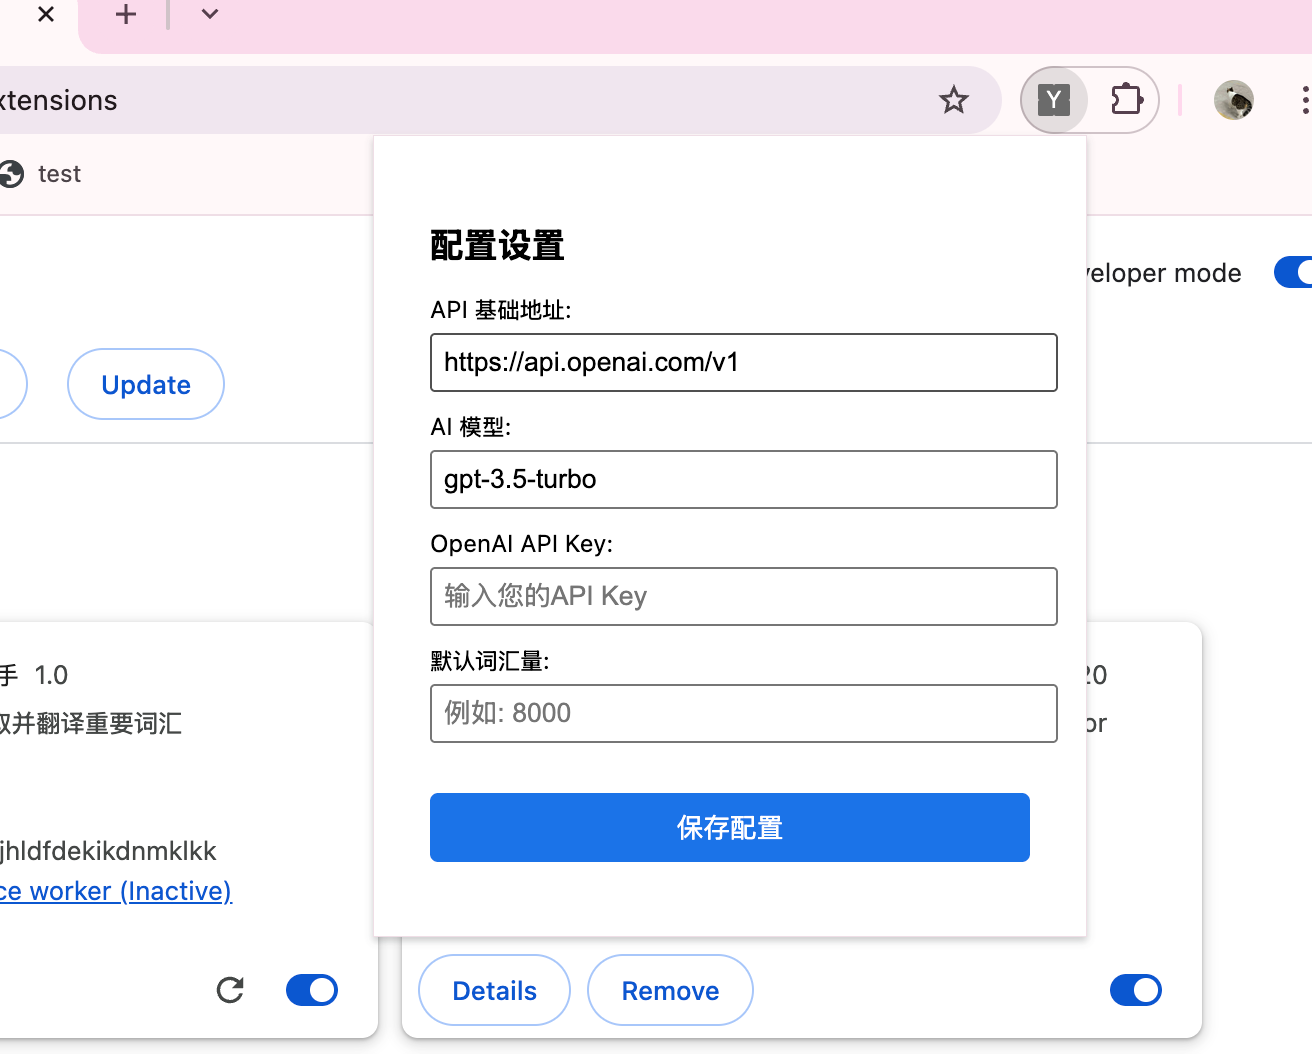 xtensions
Y
test
配置设置
API 基础地址:
https://api.openai.com/v1
veloper mode
Update
AI 模型:
gpt-3.5-turbo
OpenAI API Key:
输入您的API Key
默认词汇量:
例如: 8000
保存配置
手 1.0
取并翻译重要词汇
jhldfdekikdnmklkk
ce worker (Inactive)
20
or
Details
Remove